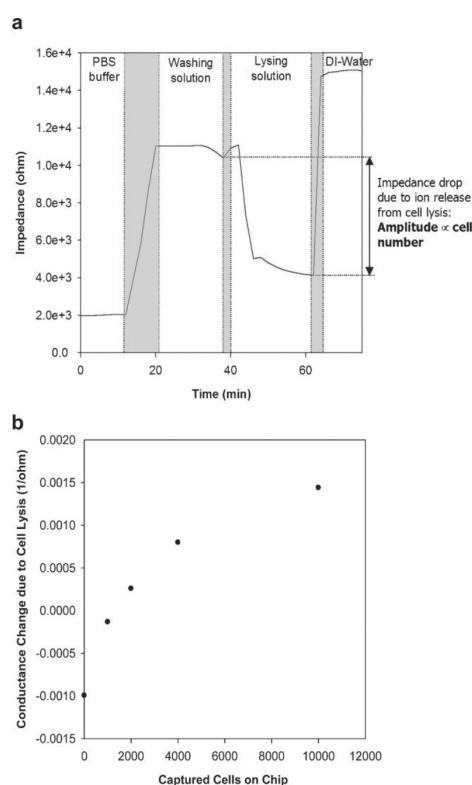 a
PBS buffer
Washing solution
Lysing solution
DI-Water
1.6e+4
1.4e+4
1.2e+4
1.0e+4
8.0e+3
6.0e+3
4.0e+3
2.0e+3
0.0
Impedance (ohm)
Impedance drop
due to ion release
from cell lysis:
Amplitude ∝ cell
number
0
20
40
60
Time (min)
b
0.0020
0.0015
0.0010
0.0005
0.0000
-0.0005
-0.0010
-0.0015
Conductance Change due to Cell Lysis (1/ohm)
0
2000
4000
6000
8000
10000
12000
Captured Cells on Chip